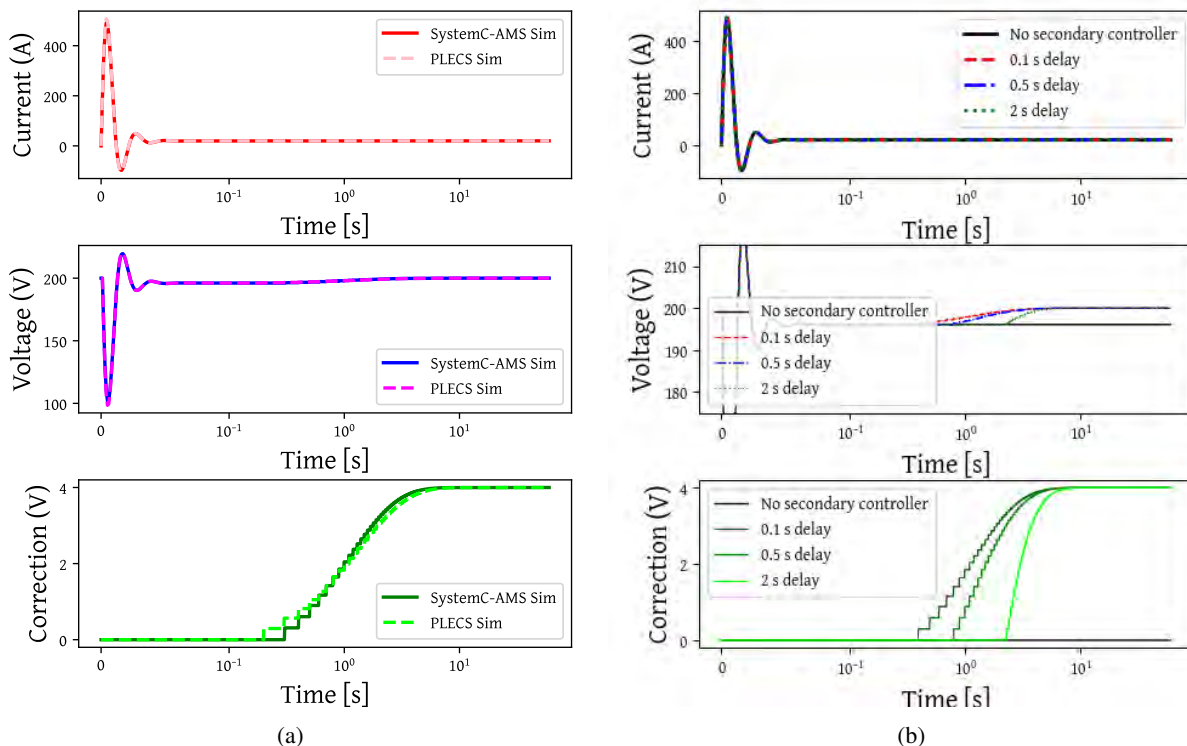 Current (A)
400
200
0
SystemC-AMS Sim
PLECS Sim
0
10⁻¹
10⁰
10¹
Time [s]
Voltage (V)
200
150
100
SystemC-AMS Sim
PLECS Sim
0
10⁻¹
10⁰
10¹
Time [s]
Correction (V)
4
2
0
SystemC-AMS Sim
PLECS Sim
0
10⁻¹
10⁰
10¹
Time [s]
(a)
Current (A)
400
200
0
No secondary controller
0.1 s delay
0.5 s delay
2 s delay
0
10⁻¹
10⁰
10¹
Time [s]
Voltage (V)
210
200
190
180
No secondary controller
0.1 s delay
0.5 s delay
2 s delay
0
10⁻¹
10⁰
10¹
Time [s]
Correction (V)
4
2
0
No secondary controller
0.1 s delay
0.5 s delay
2 s delay
0
10⁻¹
10⁰
10¹
Time [s]
(b)